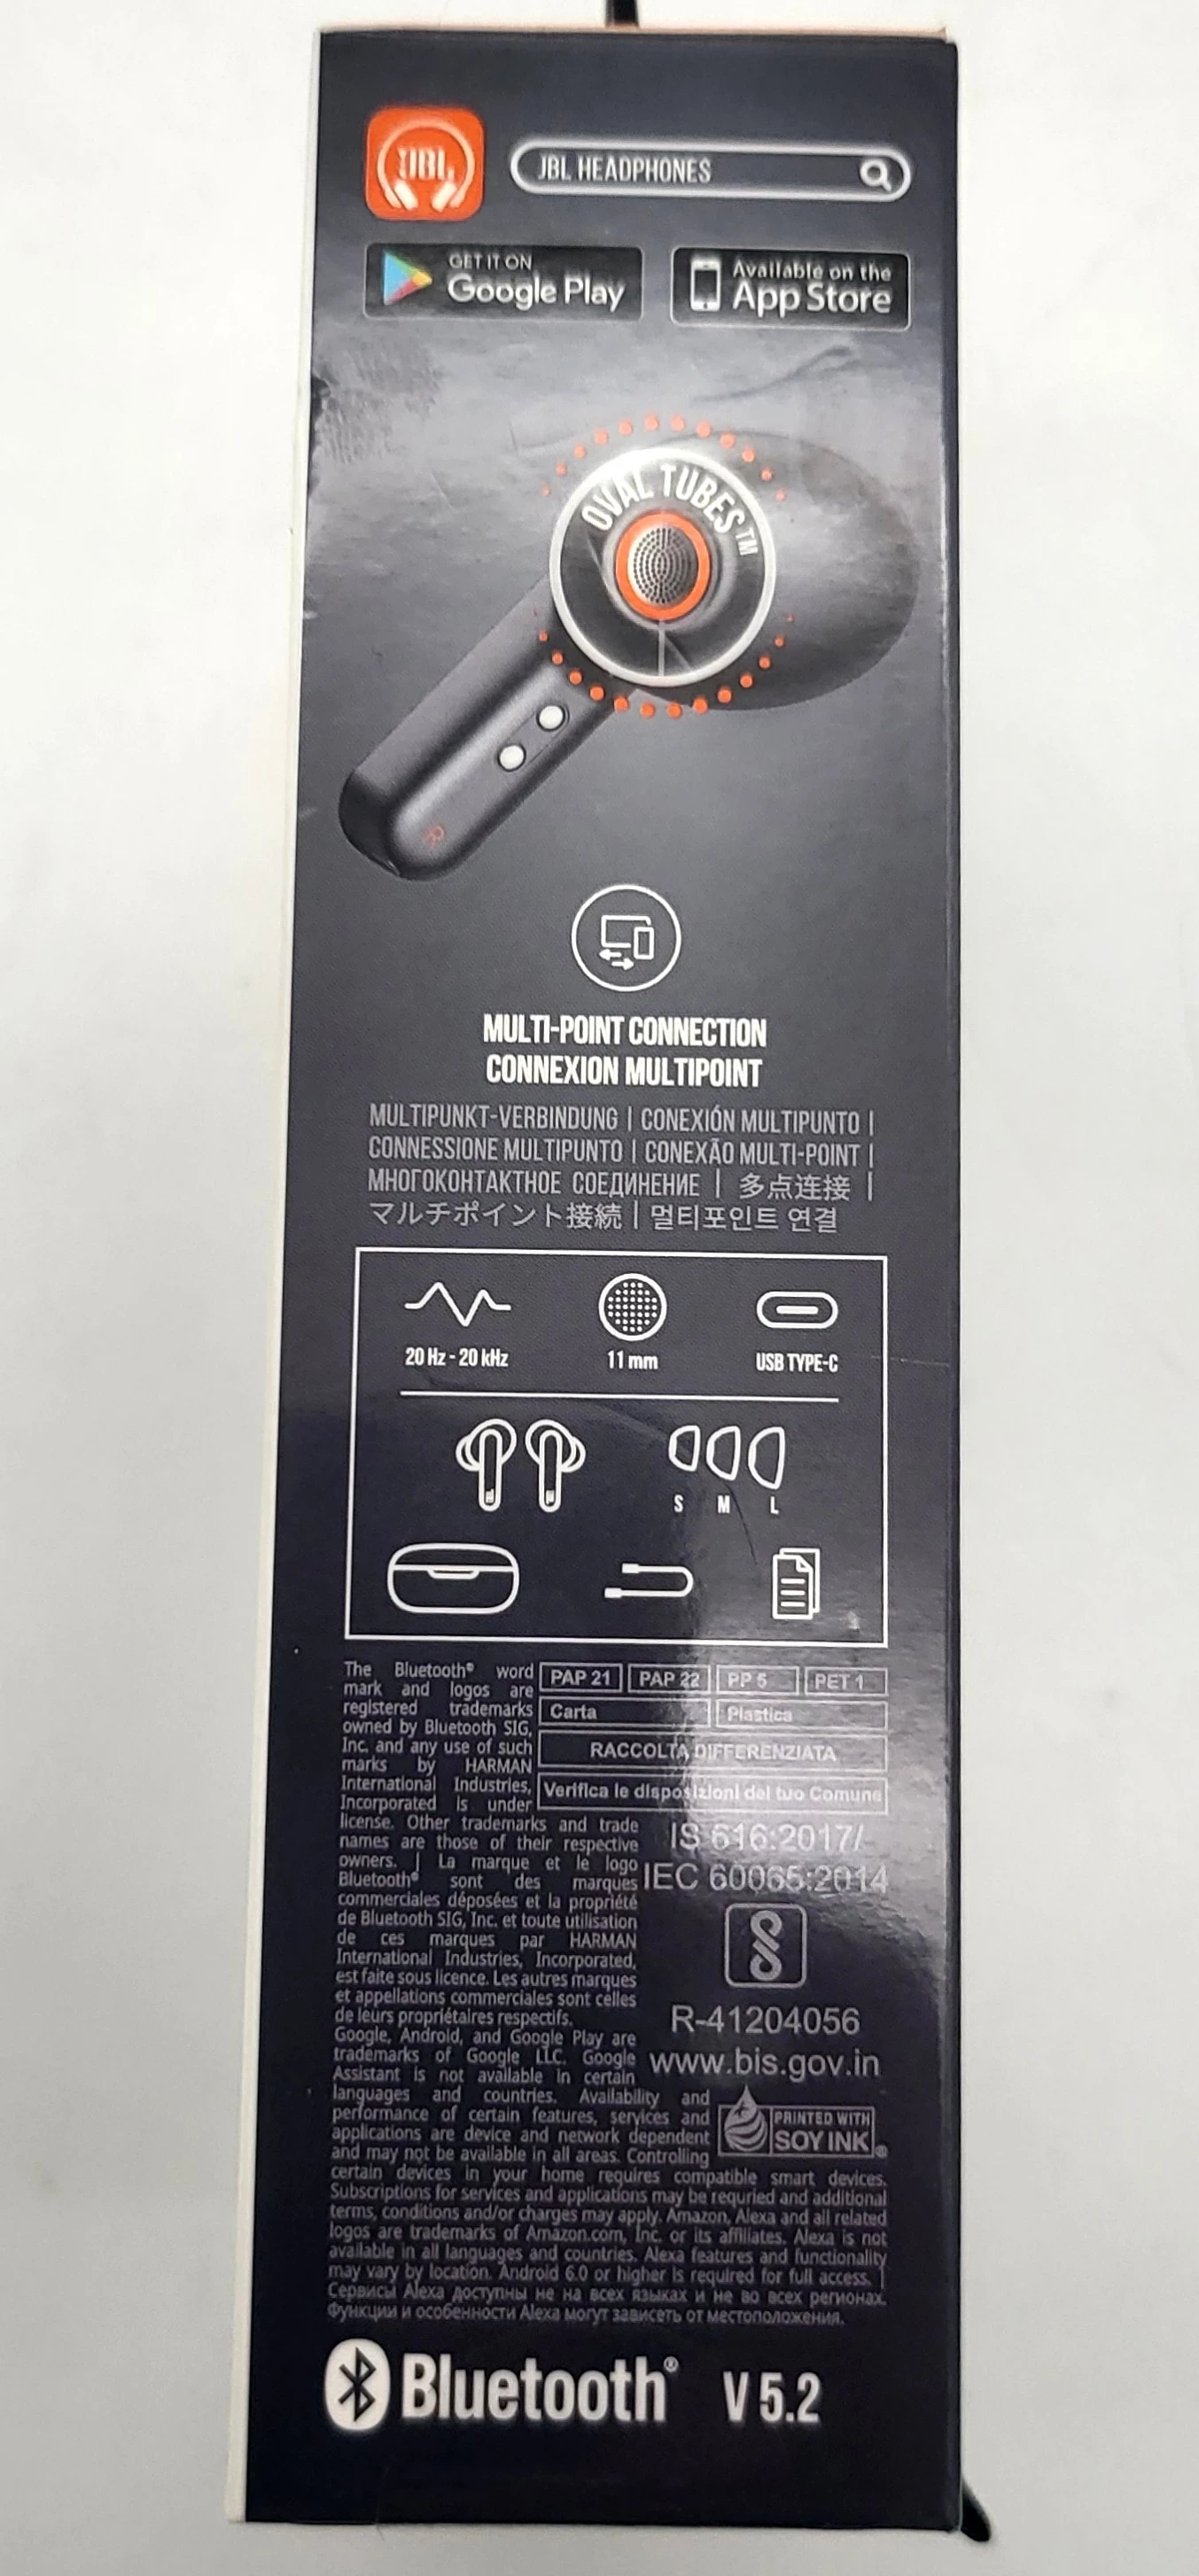 JBL
JBL HEADPHONES
GET IT ON
Google Play
Available on the
App Store
OVAL TUBES™
R
MULTI-POINT CONNECTION
CONNEXION MULTIPOINT
MULTIPUNKT-VERBINDUNG | CONEXIÓN MULTIPUNTO |
CONNESSIONE MULTIPUNTO | CONEXÃO MULTI-POINT |
МНОГОКОНТАКТНОЕ СОЕДИНЕНИЕ | 多点连接 |
マルチポイント接続 | 멀티포인트 연결
20 Hz - 20 kHz
11 mm
USB TYPE-C
S M L
The Bluetooth® word
mark and logos are
registered trademarks
owned by Bluetooth SIG,
Inc. and any use of such
marks by HARMAN
International Industries,
Incorporated is under
license. Other trademarks and trade
names are those of their respective
owners. | La marque et le logo
Bluetooth® sont des marques
commerciales déposées et la propriété
de Bluetooth SIG, Inc. et toute utilisation
de ces marques par HARMAN
International Industries, Incorporated,
est faite sous licence. Les autres marques
et appellations commerciales sont celles
de leurs propriétaires respectifs.
Google, Android, and Google Play are
trademarks of Google LLC. Google
Assistant is not available in certain
languages and countries. Availability and
performance of certain features, services and
applications are device and network dependent
and may not be available in all areas. Controlling
certain devices in your home requires compatible smart devices.
Subscriptions for services and applications may be requried and additional
terms, conditions and/or charges may apply. Amazon, Alexa and all related
logos are trademarks of Amazon.com, Inc. or its affiliates. Alexa is not
available in all languages and countries. Alexa features and functionality
may vary by location. Android 6.0 or higher is required for full access. |
Сервисы Alexa доступны не на всех языках и не во всех регионах.
Функции и особенности Alexa могут зависеть от местоположения.
PAP 21 PAP 22 PP 5 PET 1
Carta Plastica
RACCOLTA DIFFERENZIATA
Verifica le disposizioni del tuo Comune
IS 616:2017/
IEC 60065:2014
R-41204056
www.bis.gov.in
PRINTED WITH
SOY INK®
Bluetooth® V 5.2